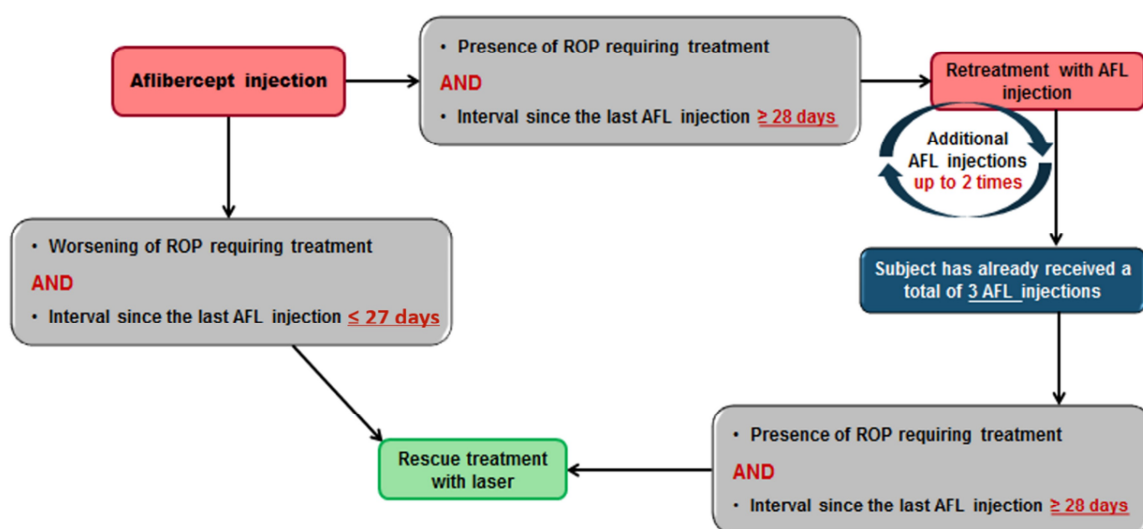 Aflibercept injection
• Presence of ROP requiring treatment
AND
• Interval since the last AFL injection ≥ 28 days
Retreatment with AFL
injection
Additional
AFL injections
up to 2 times
• Worsening of ROP requiring treatment
AND
• Interval since the last AFL injection ≤ 27 days
Subject has already received a
total of 3 AFL injections
• Presence of ROP requiring treatment
AND
• Interval since the last AFL injection ≥ 28 days
Rescue treatment
with laser